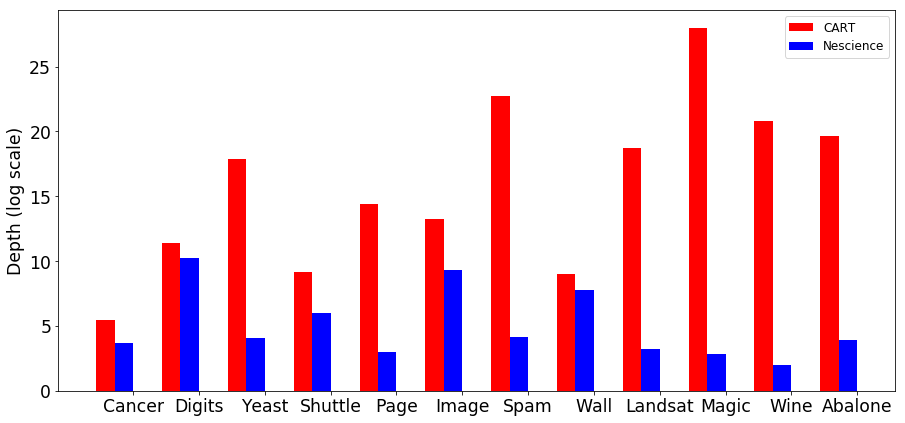 CART
Nescience
Depth (log scale)
25
20
15
10
5
0
Cancer Digits Yeast Shuttle Page Image Spam Wall Landsat Magic Wine Abalone